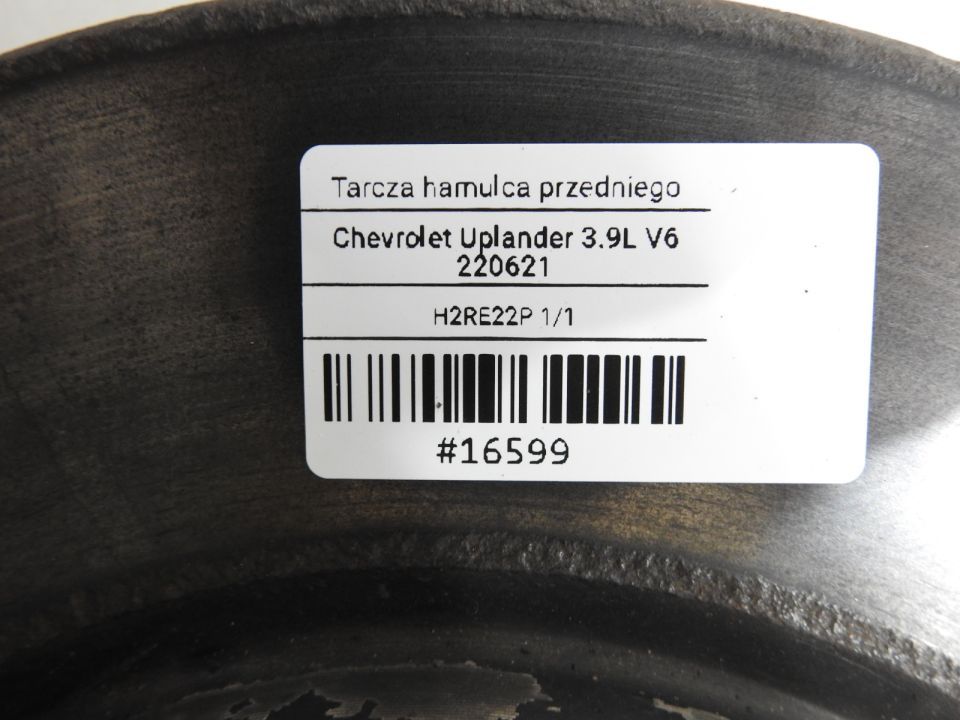 Tarcza hamulca przedniego
Chevrolet Uplander 3.9L V6
220621
H2RE22P 1/1
#16599